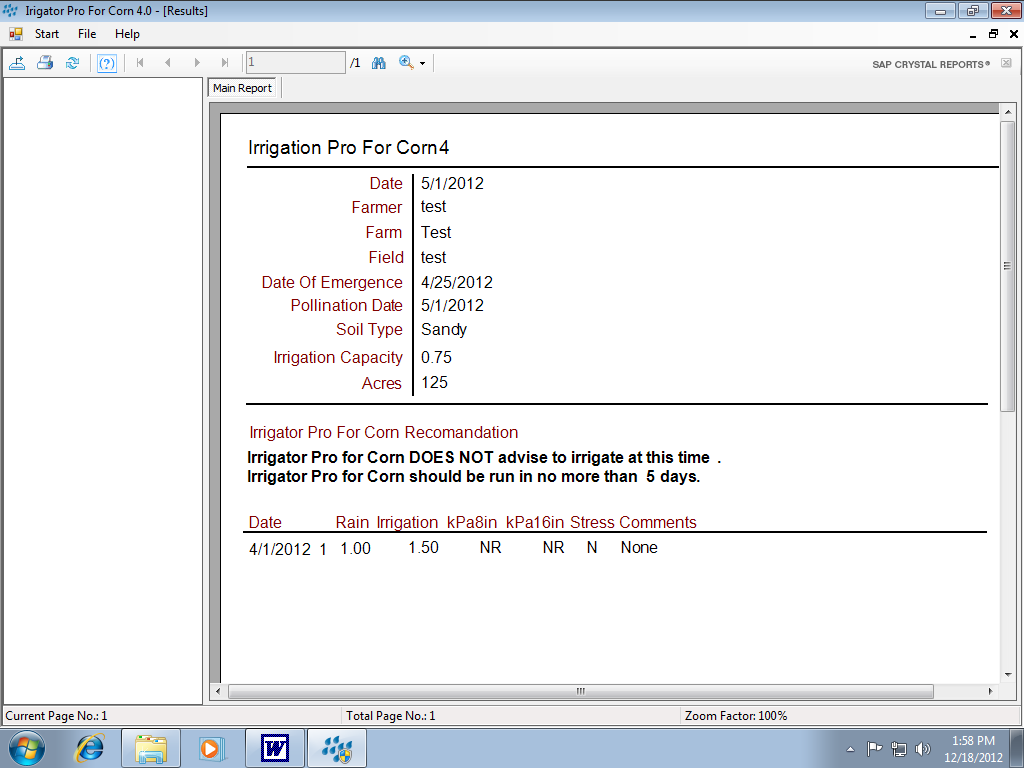 Irigator Pro For Corn 4.0 - [Results]
Start File Help
1 /1
SAP CRYSTAL REPORTS®
Main Report
Irrigation Pro For Corn4
Date 5/1/2012
Farmer test
Farm Test
Field test
Date Of Emergence 4/25/2012
Pollination Date 5/1/2012
Soil Type Sandy
Irrigation Capacity 0.75
Acres 125
Irrigator Pro For Corn Recomandation
Irrigator Pro for Corn DOES NOT advise to irrigate at this time .
Irrigator Pro for Corn should be run in no more than 5 days.
Date Rain Irrigation kPa8in kPa16in Stress Comments
4/1/2012 1 1.00 1.50 NR NR N None
Current Page No.: 1 Total Page No.: 1 Zoom Factor: 100%
W
1:58 PM
12/18/2012